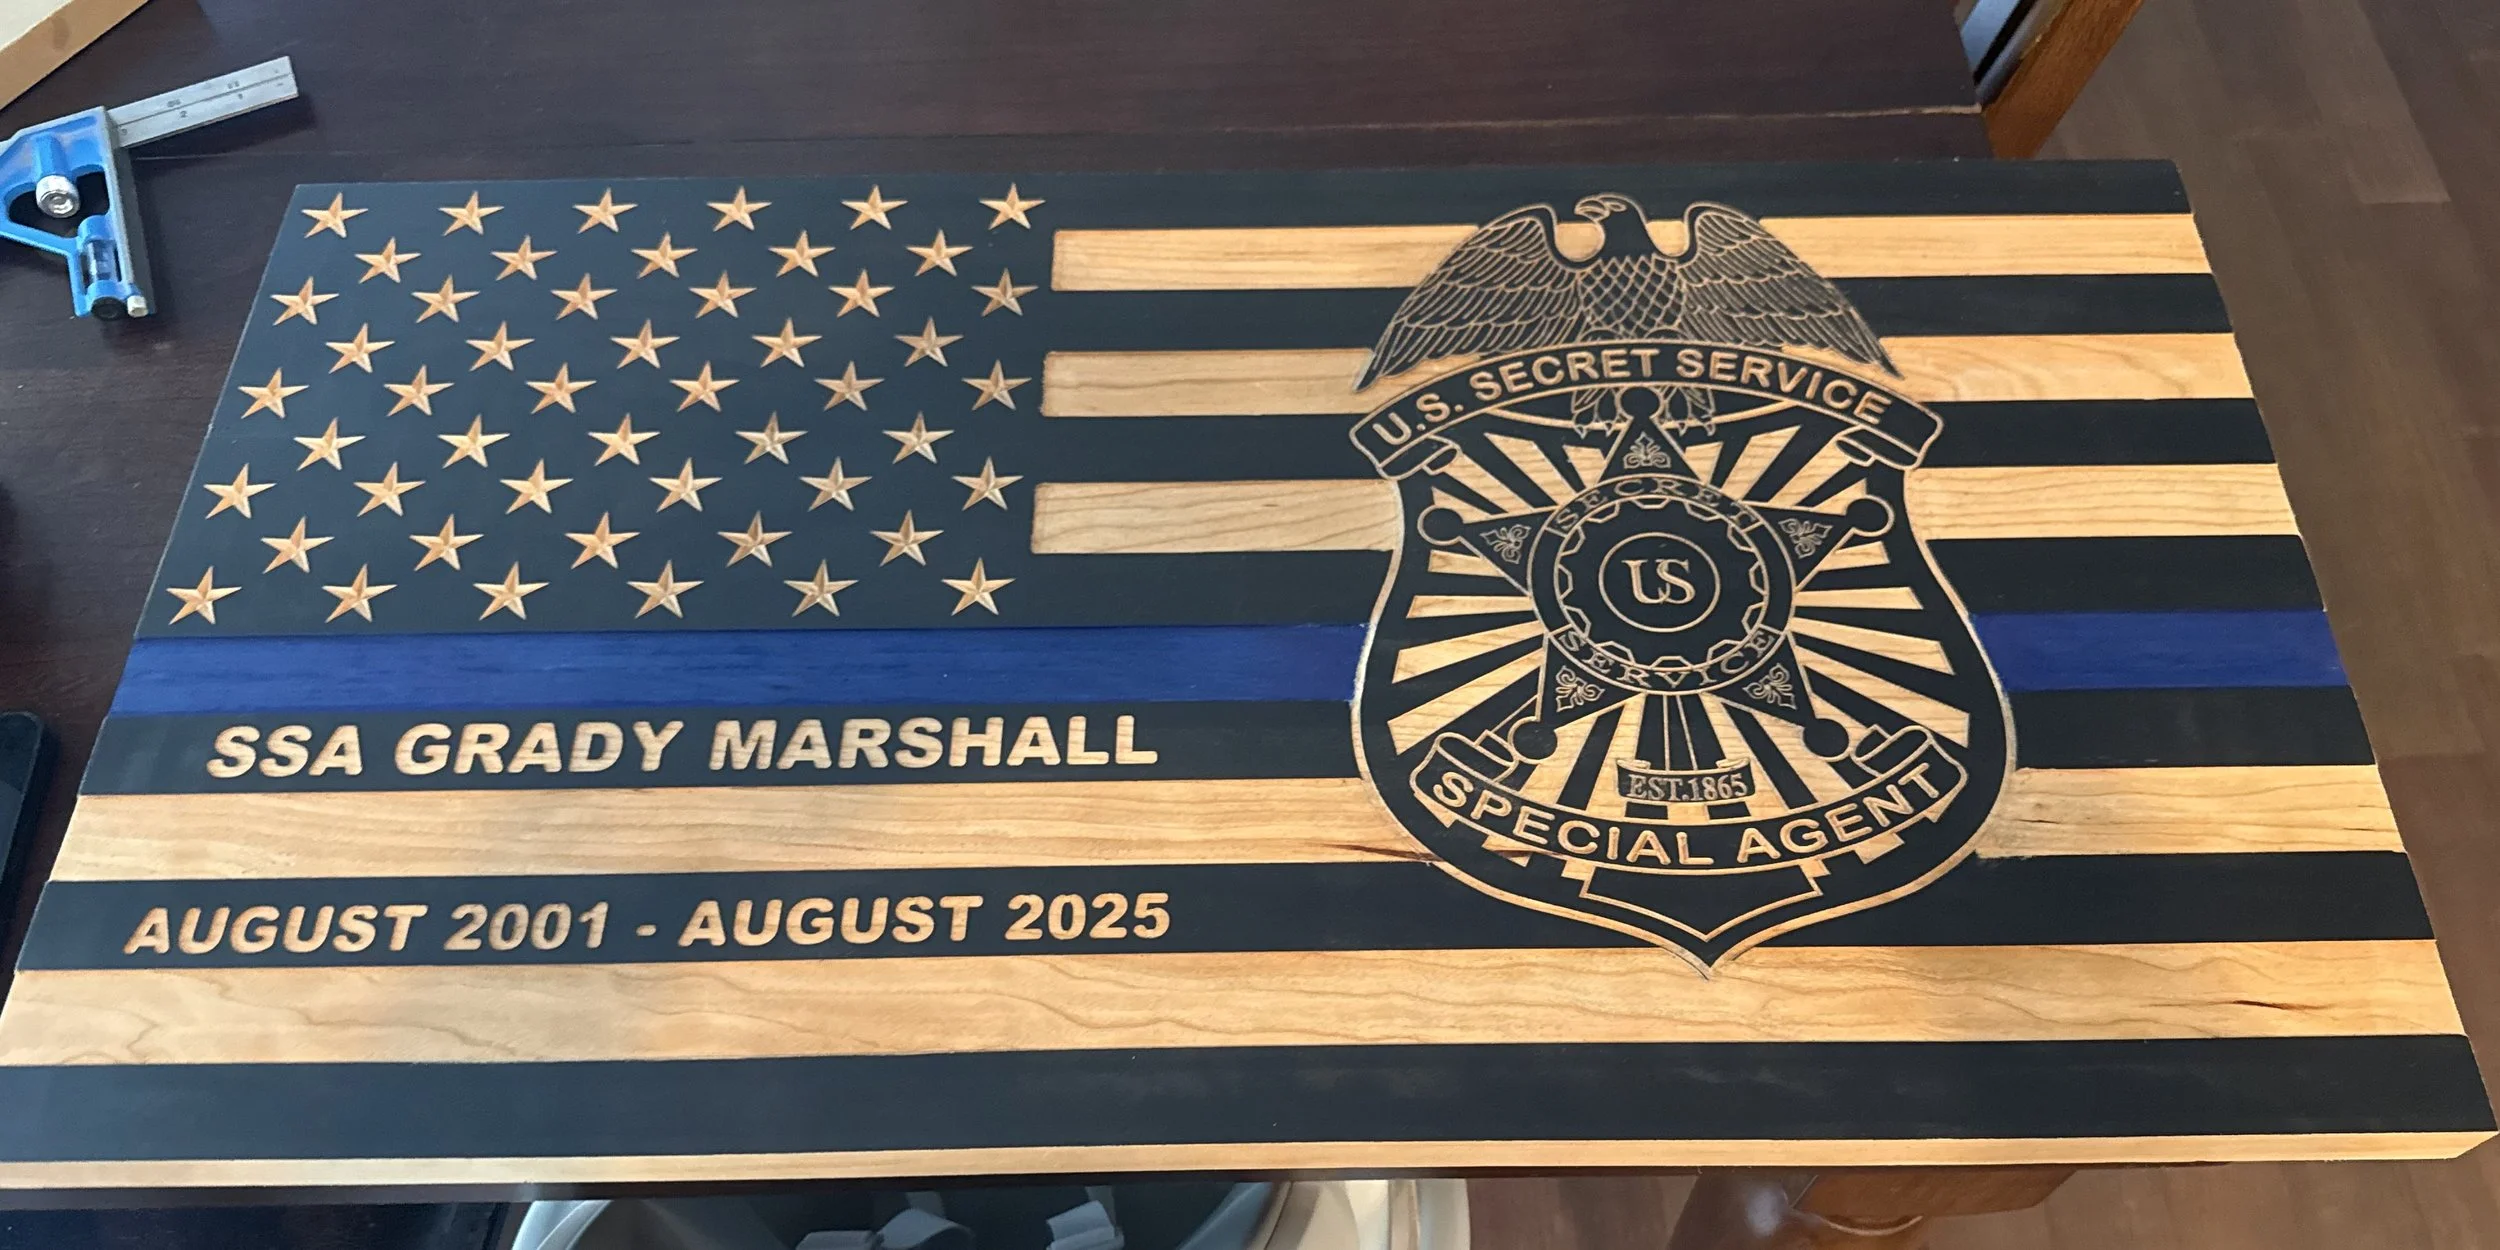 U.S. SECRET SERVICE
SECRET
US
SERVICE
EST.1865
SPECIAL AGENT
SSA GRADY MARSHALL
AUGUST 2001 - AUGUST 2025